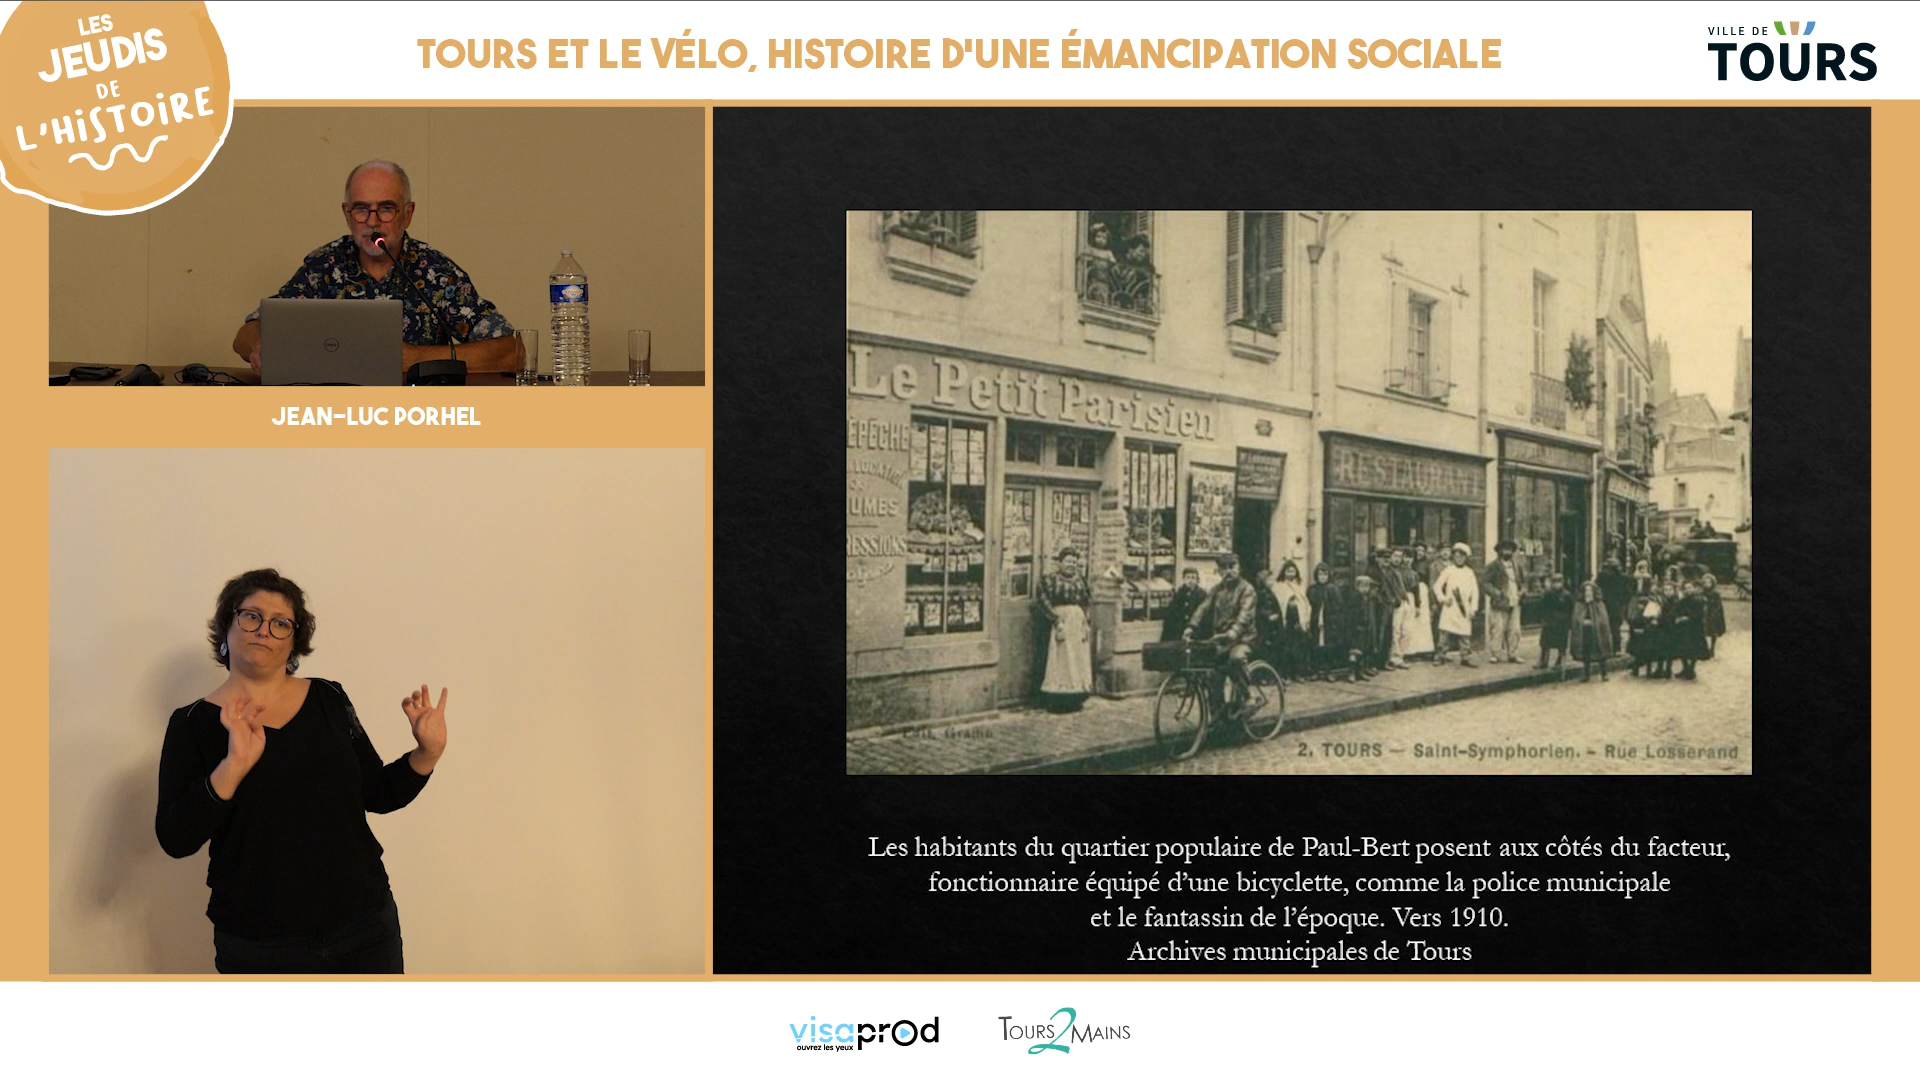 LES
JEUDIS
DE
L'HiSTOiRE
TOURS ET LE VÉLO, HISTOIRE D'UNE ÉMANCIPATION SOCIALE
VILLE DE
TOURS
JEAN-LUC PORHEL
Le Petit Parisien
RESTAURANT
2. TOURS — Saint-Symphorien. - Rue Losserand
Les habitants du quartier populaire de Paul-Bert posent aux côtés du facteur,
fonctionnaire équipé d’une bicyclette, comme la police municipale
et le fantassin de l’époque. Vers 1910.
Archives municipales de Tours
visaprod
ouvrez les yeux
TOURS 2 MAINS